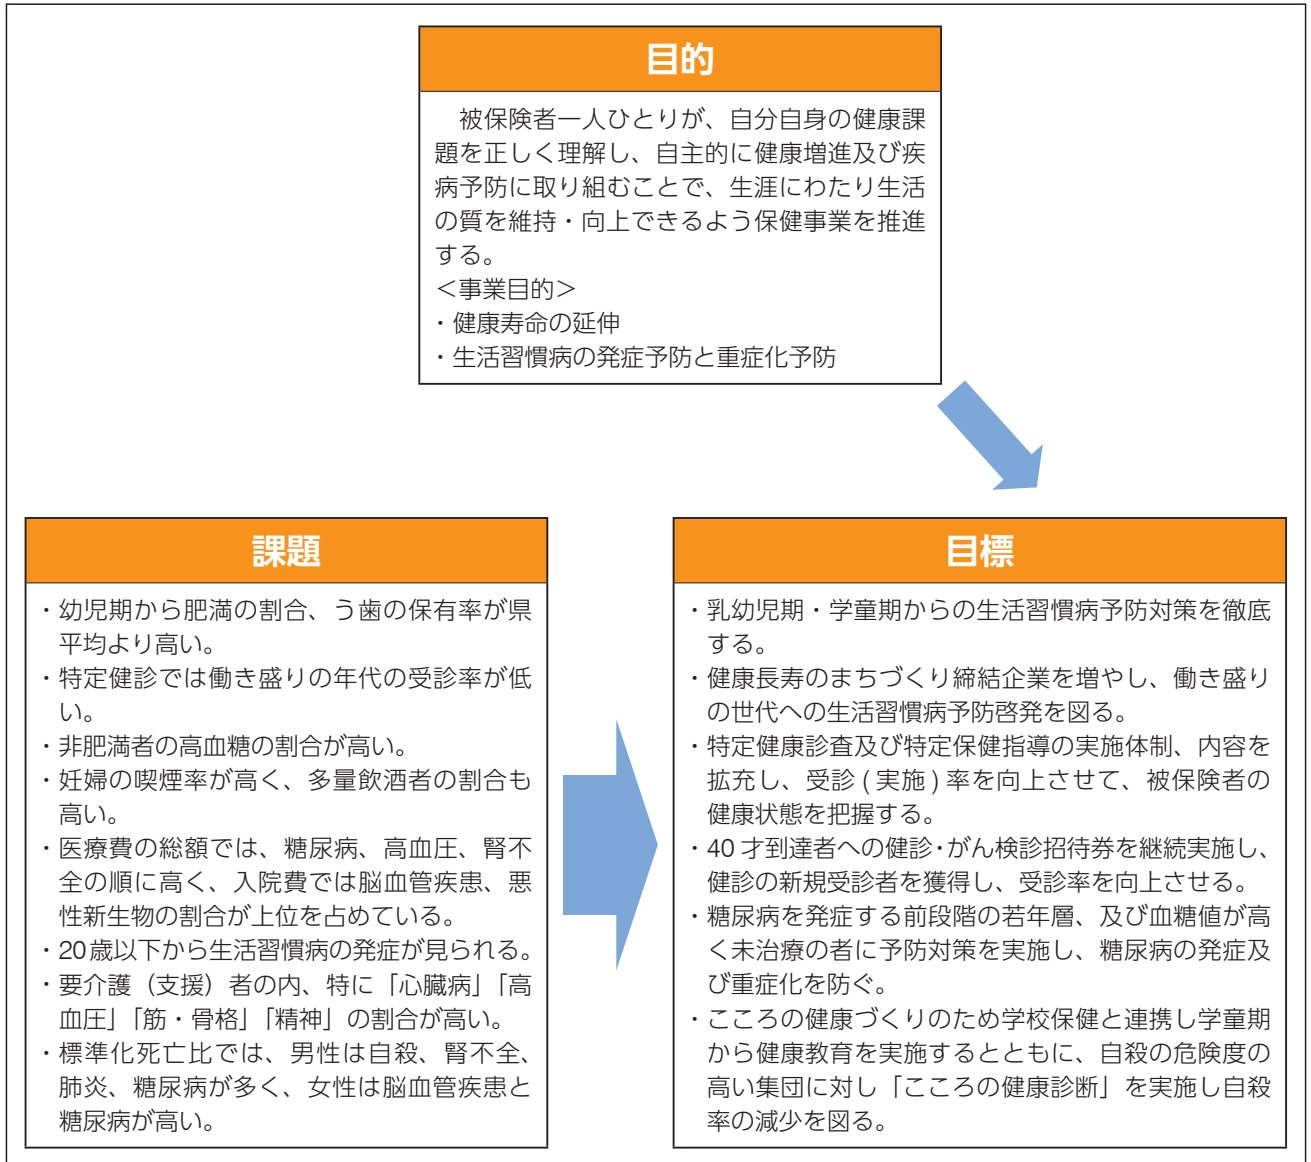 目的
被保険者一人ひとりが、自分自身の健康課
題を正しく理解し、自主的に健康増進及び疾
病予防に取り組むことで、生涯にわたり生活
の質を維持・向上できるよう保健事業を推進
する。
＜事業目的＞
・健康寿命の延伸
・生活習慣病の発症予防と重症化予防
課題
・幼児期から肥満の割合、う歯の保有率が県
平均より高い。
・特定健診では働き盛りの年代の受診率が低
い。
・非肥満者の高血糖の割合が高い。
・妊婦の喫煙率が高く、多量飲酒者の割合も
高い。
・医療費の総額では、糖尿病、高血圧、腎不
全の順に高く、入院費では脳血管疾患、悪
性新生物の割合が上位を占めている。
・20歳以下から生活習慣病の発症が見られる。
・要介護（支援）者の内、特に「心臓病」「高
血圧」「筋・骨格」「精神」の割合が高い。
・標準化死亡比では、男性は自殺、腎不全、
肺炎、糖尿病が多く、女性は脳血管疾患と
糖尿病が高い。
目標
・乳幼児期・学童期からの生活習慣病予防対策を徹底
する。
・健康長寿のまちづくり締結企業を増やし、働き盛り
の世代への生活習慣病予防啓発を図る。
・特定健康診査及び特定保健指導の実施体制、内容を
拡充し、受診(実施)率を向上させて、被保険者の
健康状態を把握する。
・40才到達者への健診・がん検診招待券を継続実施し、
健診の新規受診者を獲得し、受診率を向上させる。
・糖尿病を発症する前段階の若年層、及び血糖値が高
く未治療の者に予防対策を実施し、糖尿病の発症及
び重症化を防ぐ。
・こころの健康づくりのため学校保健と連携し学童期
から健康教育を実施するとともに、自殺の危険度の
高い集団に対し「こころの健康診断」を実施し自殺
率の減少を図る。